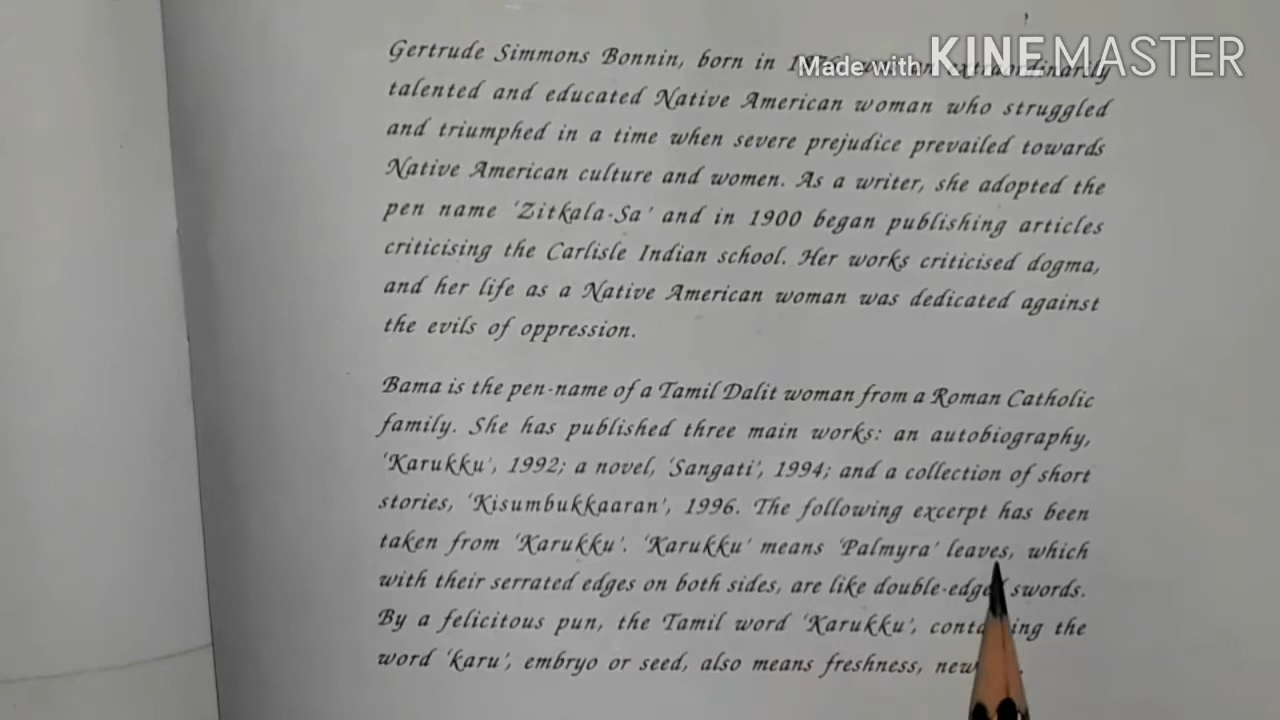 Made with KINEMASTER
Gertrude Simmons Bonnin, born in extraordinarily
talented and educated Native American woman who struggled
and triumphed in a time when severe prejudice prevailed towards
Native American culture and women. As a writer, she adopted the
pen name ‘Zitkala-Sa’ and in 1900 began publishing articles
criticising the Carlisle Indian school. Her works criticised dogma,
and her life as a Native American woman was dedicated against
the evils of oppression.
Bama is the pen-name of a Tamil Dalit woman from a Roman Catholic
family. She has published three main works: an autobiography,
‘Karukku’, 1992; a novel, ‘Sangati’, 1994; and a collection of short
stories, ‘Kisumbukkaaran’, 1996. The following excerpt has been
taken from ‘Karukku’. ‘Karukku’ means ‘Palmyra’ leaves, which
with their serrated edges on both sides, are like double-edged swords.
By a felicitous pun, the Tamil word ‘Karukku’, containing the
word ‘karu’, embryo or seed, also means freshness,